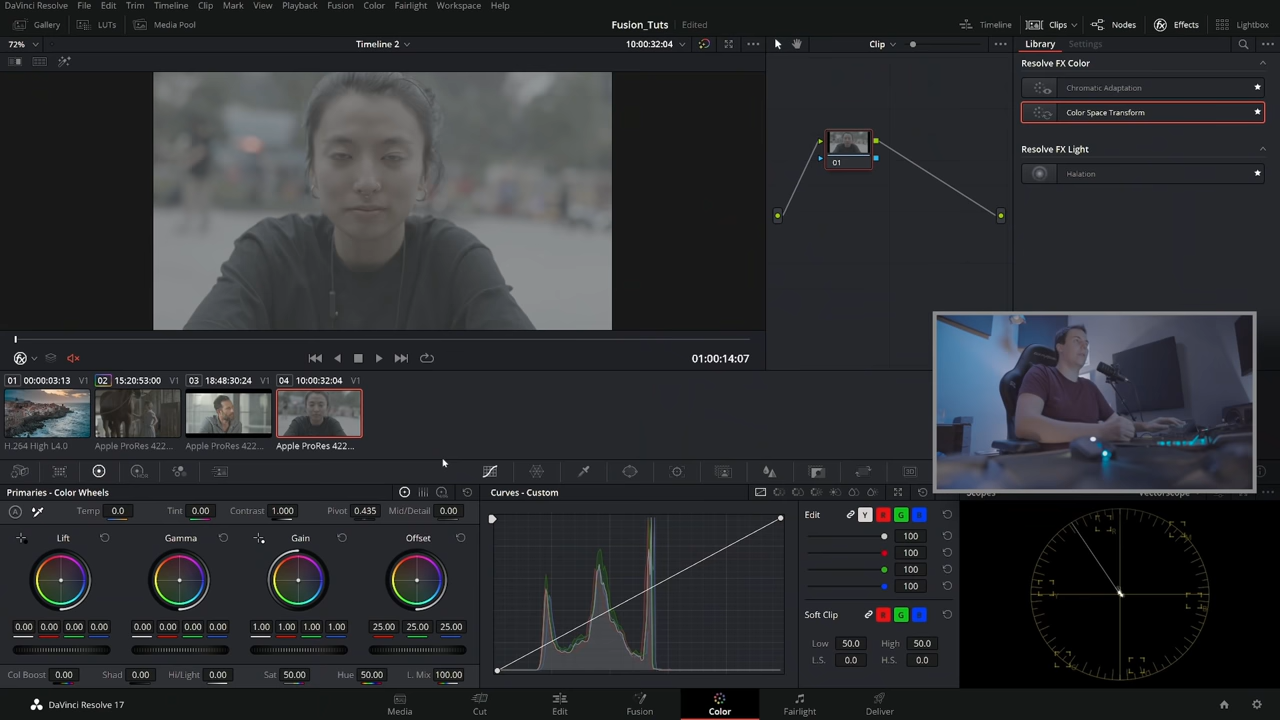 DaVinci Resolve File Edit Trim Timeline Clip Mark View Playback Fusion Color Fairlight Workspace Help
Gallery LUTs Media Pool Fusion_Tuts Edited Timeline Clips Nodes Effects Lightbox
72% Timeline 2 10:00:32:04 Clip Library Settings
Resolve FX Color
Chromatic Adaptation
Color Space Transform
Resolve FX Light
Halation
01
01:00:14:07
01 00:00:03:13 V1 02 15:20:53:00 V1 03 18:48:30:24 V1 04 10:00:32:04 V1
H.264 High L4.0 Apple ProRes 422... Apple ProRes 422... Apple ProRes 422...
Primaries - Color Wheels Curves - Custom Scopes Vectorscope
Temp 0.0 Tint 0.00 Contrast 1.000 Pivot 0.435 Mid/Detail 0.00
Lift Gamma Gain Offset
0.00 0.00 0.00 0.00 0.00 0.00 0.00 0.00 1.00 1.00 1.00 1.00 25.00 25.00 25.00
Col Boost 0.00 Shad 0.00 Hi/Light 0.00 Sat 50.00 Hue 50.00 L. Mix 100.00
Edit Y R G B
100
100
100
100
Soft Clip R G B
Low 50.0 High 50.0
L.S. 0.0 H.S. 0.0
DaVinci Resolve 17 Media Cut Edit Fusion Color Fairlight Deliver